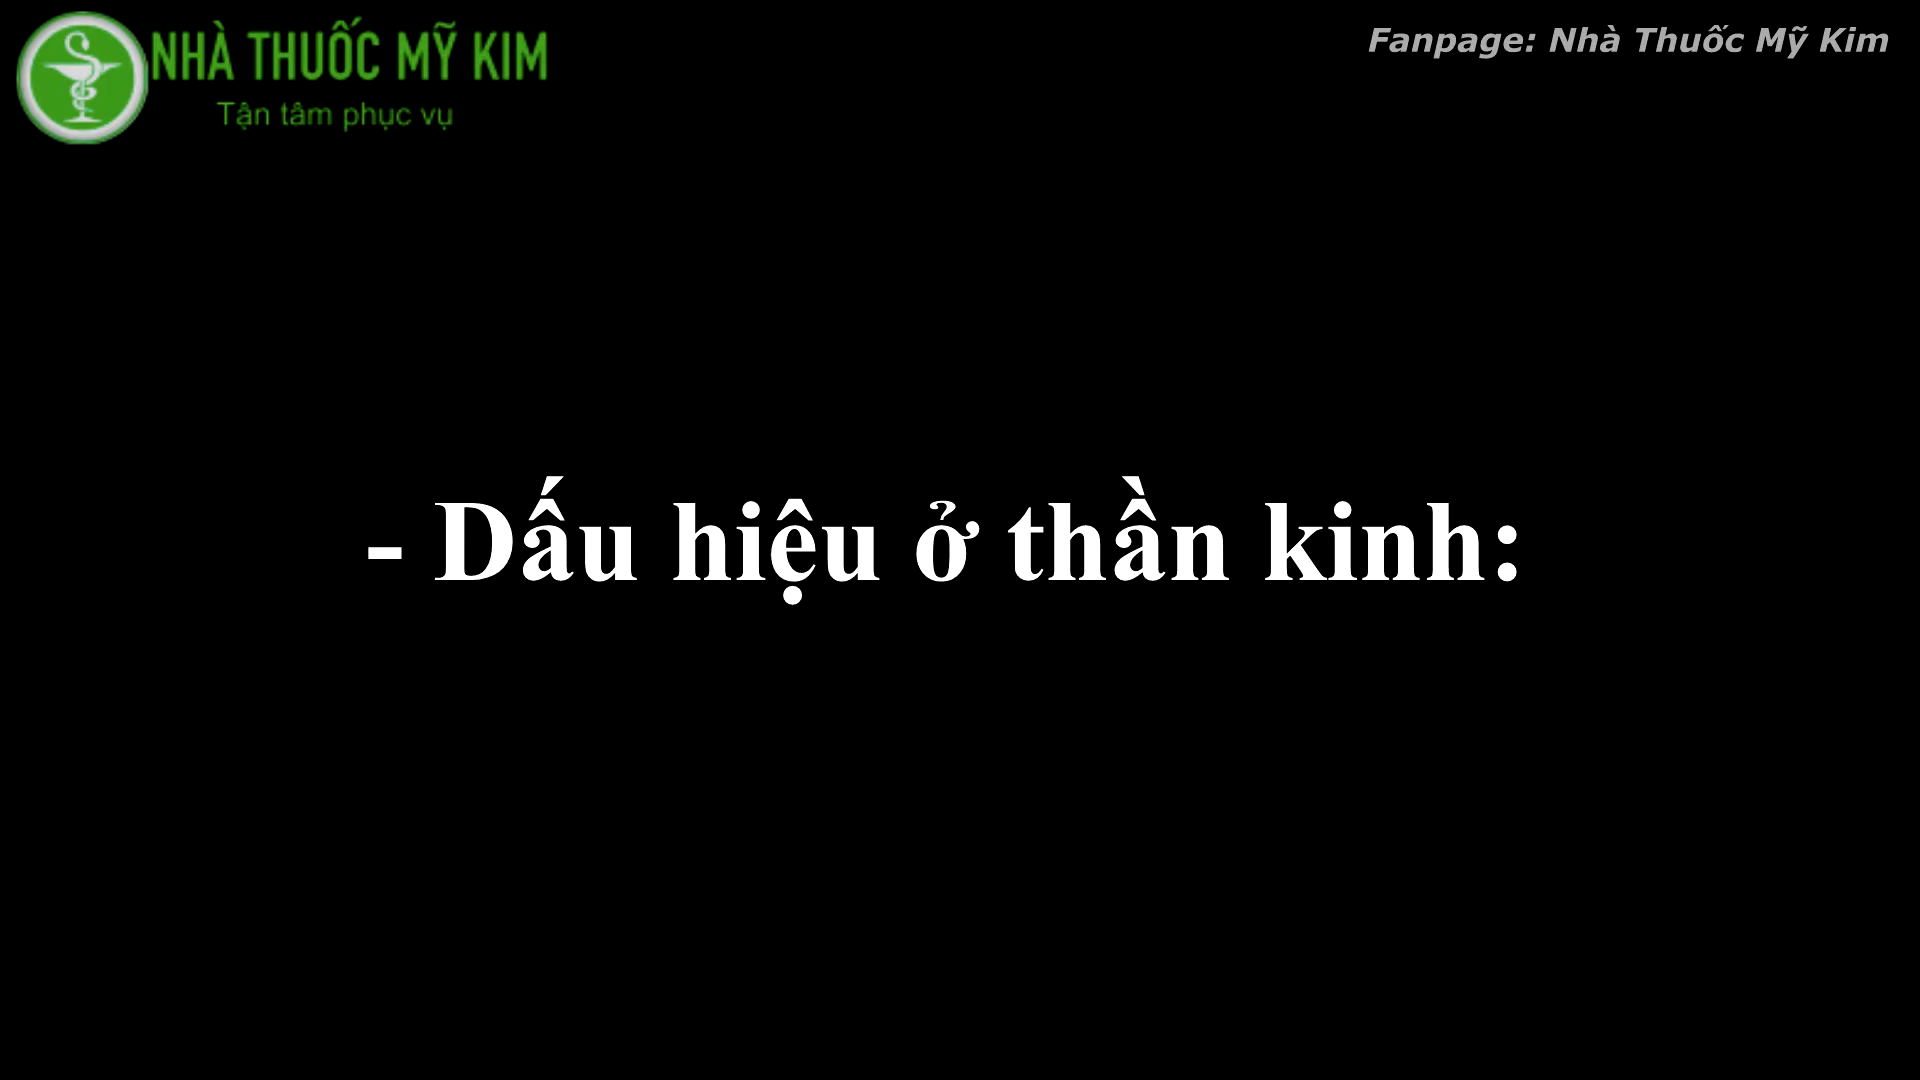 NHÀ THUỐC MỸ KIM
Tận tâm phục vụ
Fanpage: Nhà Thuốc Mỹ Kim
- Dấu hiệu ở thần kinh: